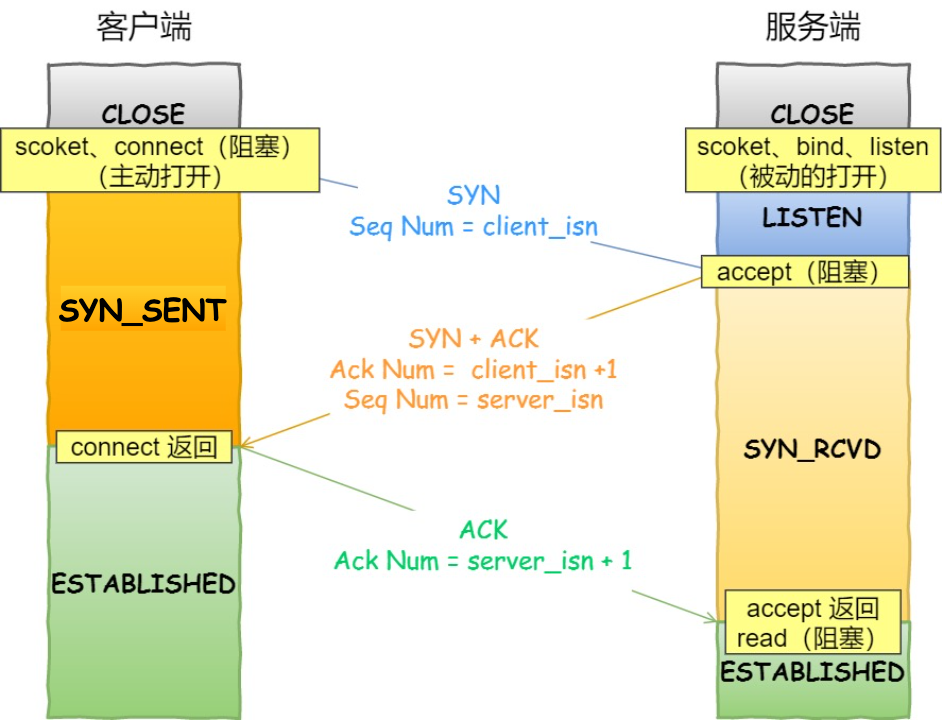 客户端
服务端
CLOSE
CLOSE
scoket、connect（阻塞）
（主动打开）
scoket、bind、listen
（被动的打开）
SYN
Seq Num = client_isn
LISTEN
accept（阻塞）
SYN_SENT
SYN + ACK
Ack Num = client_isn +1
Seq Num = server_isn
connect 返回
SYN_RCVD
ACK
Ack Num = server_isn + 1
ESTABLISHED
accept 返回
read（阻塞）
ESTABLISHED